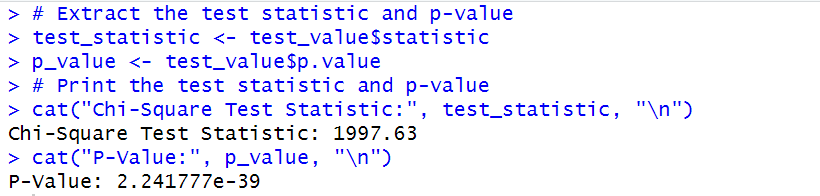 > # Extract the test statistic and p-value
> test_statistic <- test_value$statistic
> p_value <- test_value$p.value
> # Print the test statistic and p-value
> cat("Chi-Square Test Statistic:", test_statistic, "\n")
Chi-Square Test Statistic: 1997.63
> cat("P-Value:", p_value, "\n")
P-Value: 2.241777e-39